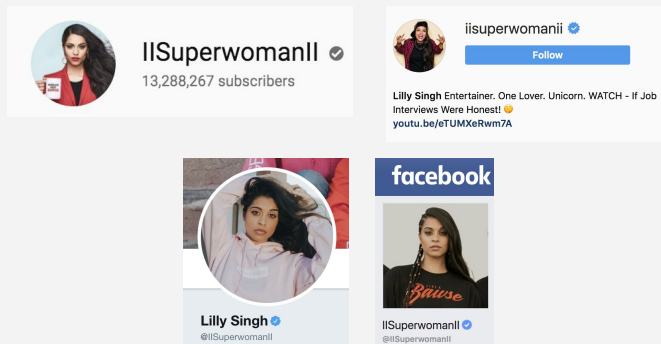 IISuperwomanII
13,288,267 subscribers
iisuperwomanii
Follow
Lilly Singh Entertainer. One Lover. Unicorn. WATCH - If Job
Interviews Were Honest! 😊
youtu.be/eTUMXeRwm7A
facebook
Bawse
Lilly Singh
@IISuperwomanII
IISuperwomanII
@IISuperwomanII